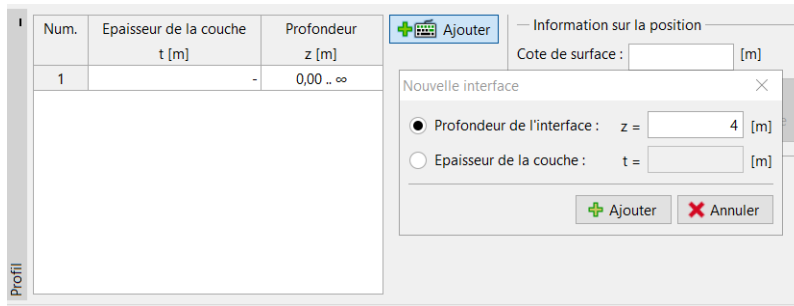 Num.
Epaisseur de la couche
t [m]
Profondeur
z [m]
1
-
0,00 .. ∞
Profil
Ajouter
Information sur la position
Cote de surface : [m]
Nouvelle interface
Profondeur de l'interface : z = 4 [m]
Epaisseur de la couche : t = [m]
Ajouter
Annuler